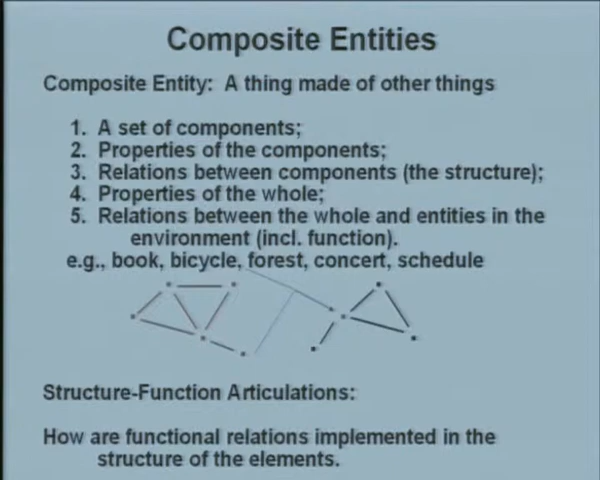 Composite Entities
Composite Entity: A thing made of other things
1. A set of components;
2. Properties of the components;
3. Relations between components (the structure);
4. Properties of the whole;
5. Relations between the whole and entities in the
environment (incl. function).
e.g., book, bicycle, forest, concert, schedule
Structure-Function Articulations:
How are functional relations implemented in the
structure of the elements.